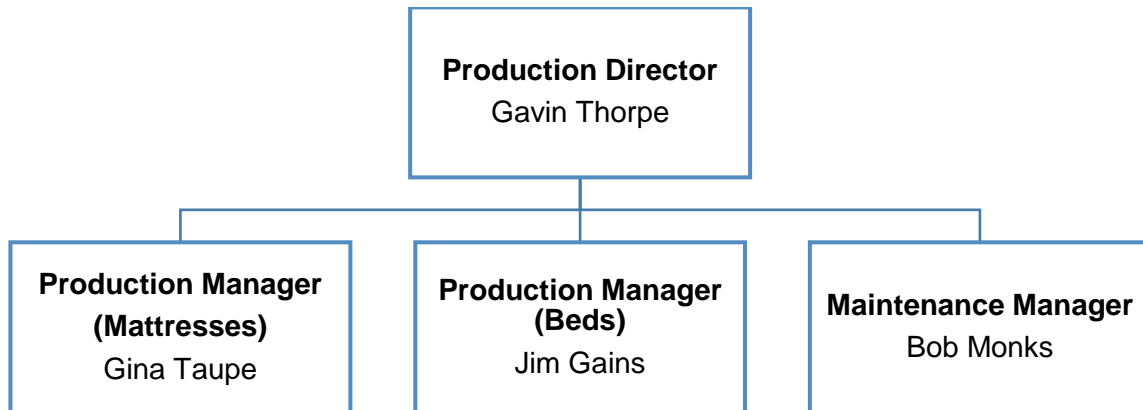 Production Director
Gavin Thorpe
Production Manager
(Mattresses)
Gina Taupe
Production Manager
(Beds)
Jim Gains
Maintenance Manager
Bob Monks